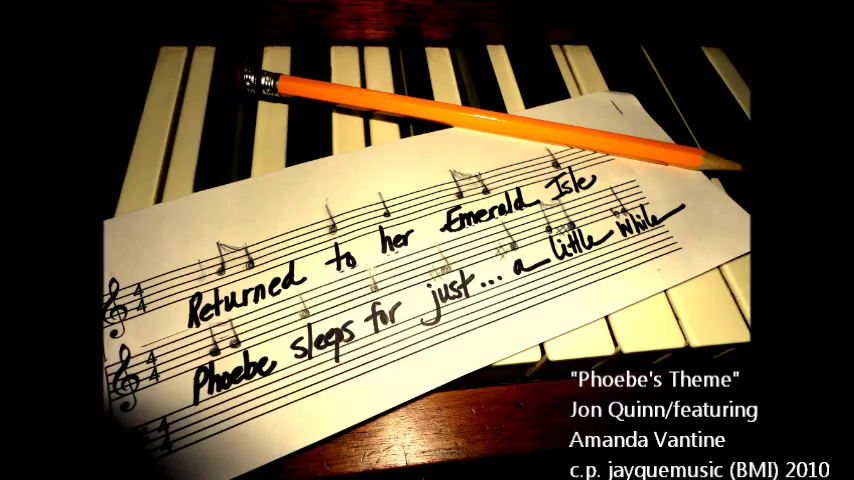 Returned to her Emerald Isle
Phoebe sleeps for just... a little while
"Phoebe's Theme"
Jon Quinn/featuring
Amanda Vantine
c.p. jayquemusic (BMI) 2010